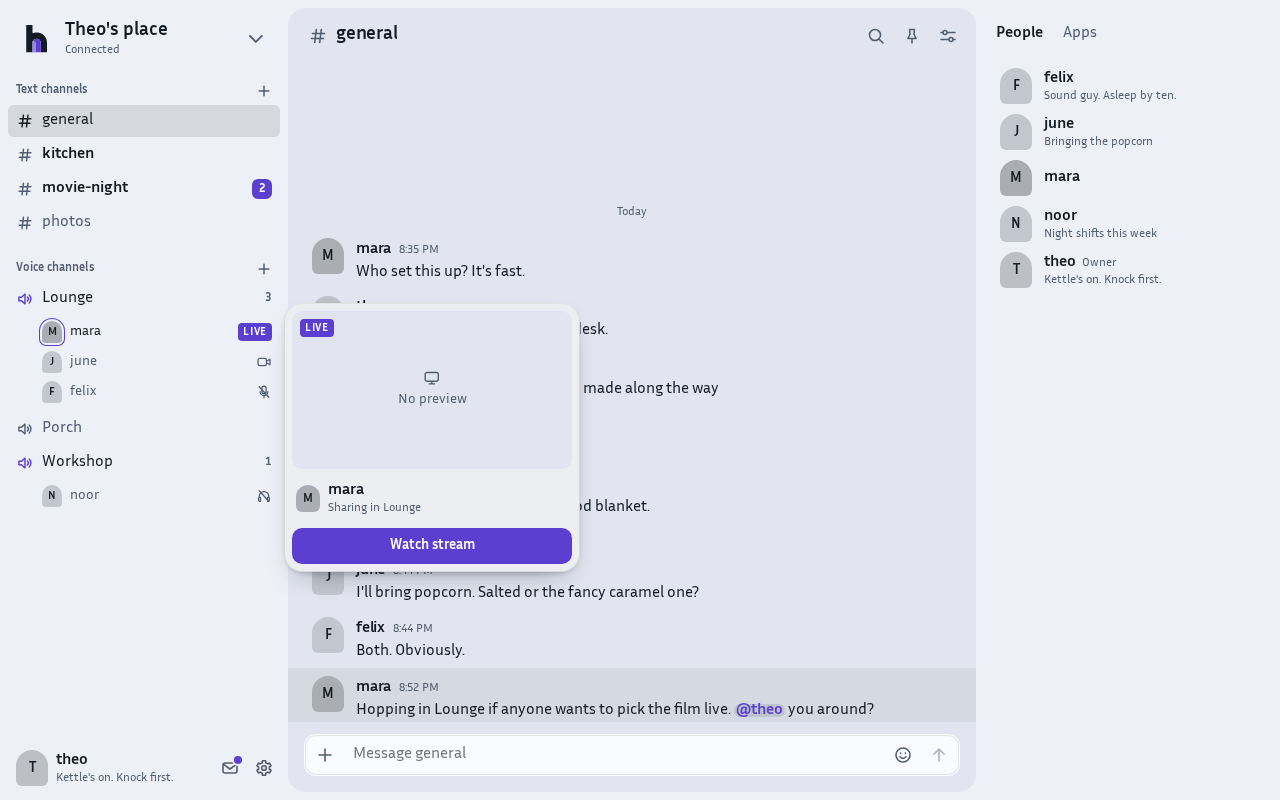 Theo's place
Connected
Text channels
general
kitchen
movie-night
2
photos
Voice channels
Lounge
3
M
mara
LIVE
J
june
F
felix
Porch
Workshop
1
N
noor
T
theo
Kettle's on. Knock first.
# general
Today
M
mara 8:35 PM
Who set this up? It's fast.
desk.
made along the way
blanket.
I'll bring popcorn. Salted or the fancy caramel one?
F
felix 8:44 PM
Both. Obviously.
M
mara 8:52 PM
Hopping in Lounge if anyone wants to pick the film live. @theo you around?
Message general
LIVE
No preview
M
mara
Sharing in Lounge
Watch stream
People Apps
F
felix
Sound guy. Asleep by ten.
J
june
Bringing the popcorn
M
mara
N
noor
Night shifts this week
T
theo Owner
Kettle's on. Knock first.